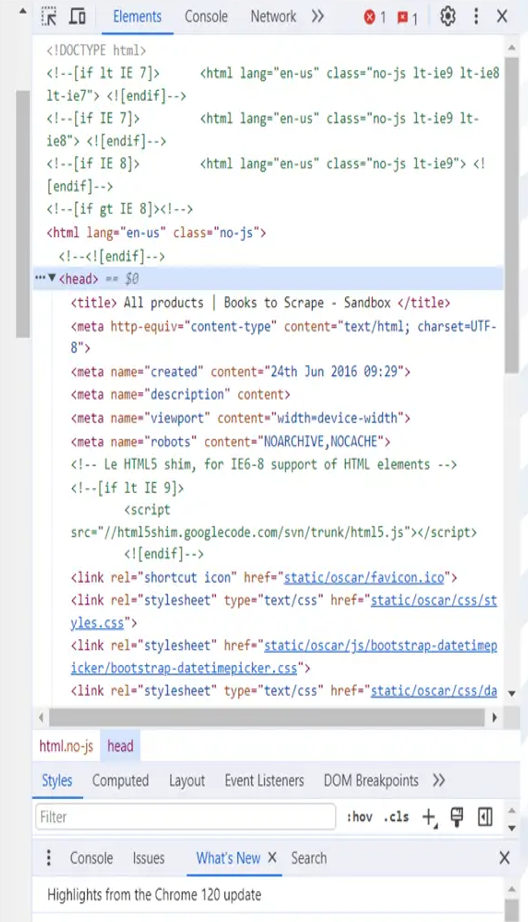 Elements Console Network >> 1 1
<!DOCTYPE html>
<!--[if lt IE 7]>      <html lang="en-us" class="no-js lt-ie9 lt-ie8
lt-ie7"> <![endif]-->
<!--[if IE 7]>         <html lang="en-us" class="no-js lt-ie9 lt-
ie8"> <![endif]-->
<!--[if IE 8]>         <html lang="en-us" class="no-js lt-ie9"> <!
[endif]-->
<!--[if gt IE 8]><!-->
<html lang="en-us" class="no-js">
<!--<![endif]-->
••• ▼ <head> == $0
<title> All products | Books to Scrape - Sandbox </title>
<meta http-equiv="content-type" content="text/html; charset=UTF-
8">
<meta name="created" content="24th Jun 2016 09:29">
<meta name="description" content>
<meta name="viewport" content="width=device-width">
<meta name="robots" content="NOARCHIVE,NOCACHE">
<!-- Le HTML5 shim, for IE6-8 support of HTML elements -->
<!--[if lt IE 9]>
<script
src="//html5shim.googlecode.com/svn/trunk/html5.js"></script>
<![endif]-->
<link rel="shortcut icon" href="static/oscar/favicon.ico">
<link rel="stylesheet" type="text/css" href="static/oscar/css/st
yles.css">
<link rel="stylesheet" href="static/oscar/js/bootstrap-datetimep
icker/bootstrap-datetimepicker.css">
<link rel="stylesheet" type="text/css" href="static/oscar/css/da
html.no-js head
Styles Computed Layout Event Listeners DOM Breakpoints >>
Filter :hov .cls +
Console Issues What's New × Search ×
Highlights from the Chrome 120 update